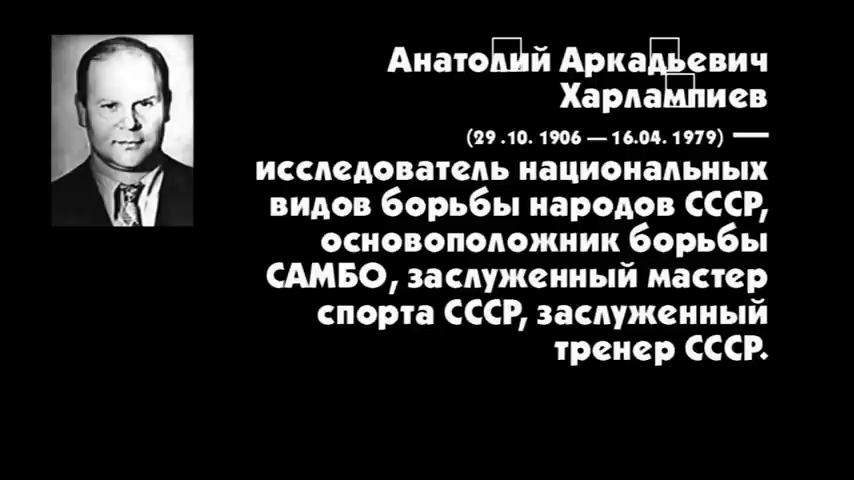 Анатолий Аркадьевич
Харлампиев
(29 .10. 1906 — 16.04. 1979) —
исследователь национальных
видов борьбы народов СССР,
основоположник борьбы
САМБО, заслуженный мастер
спорта СССР, заслуженный
тренер СССР.